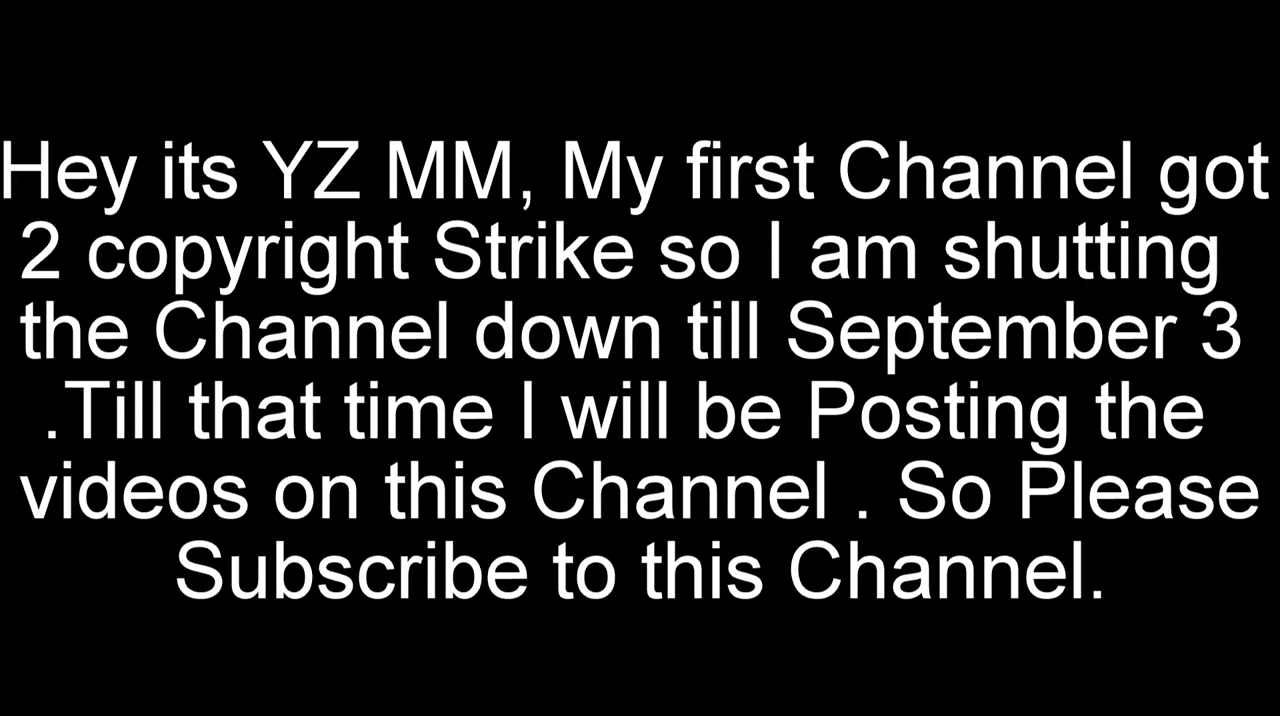 Hey its YZ MM, My first Channel got
2 copyright Strike so I am shutting
the Channel down till September 3
.Till that time I will be Posting the
videos on this Channel . So Please
Subscribe to this Channel.